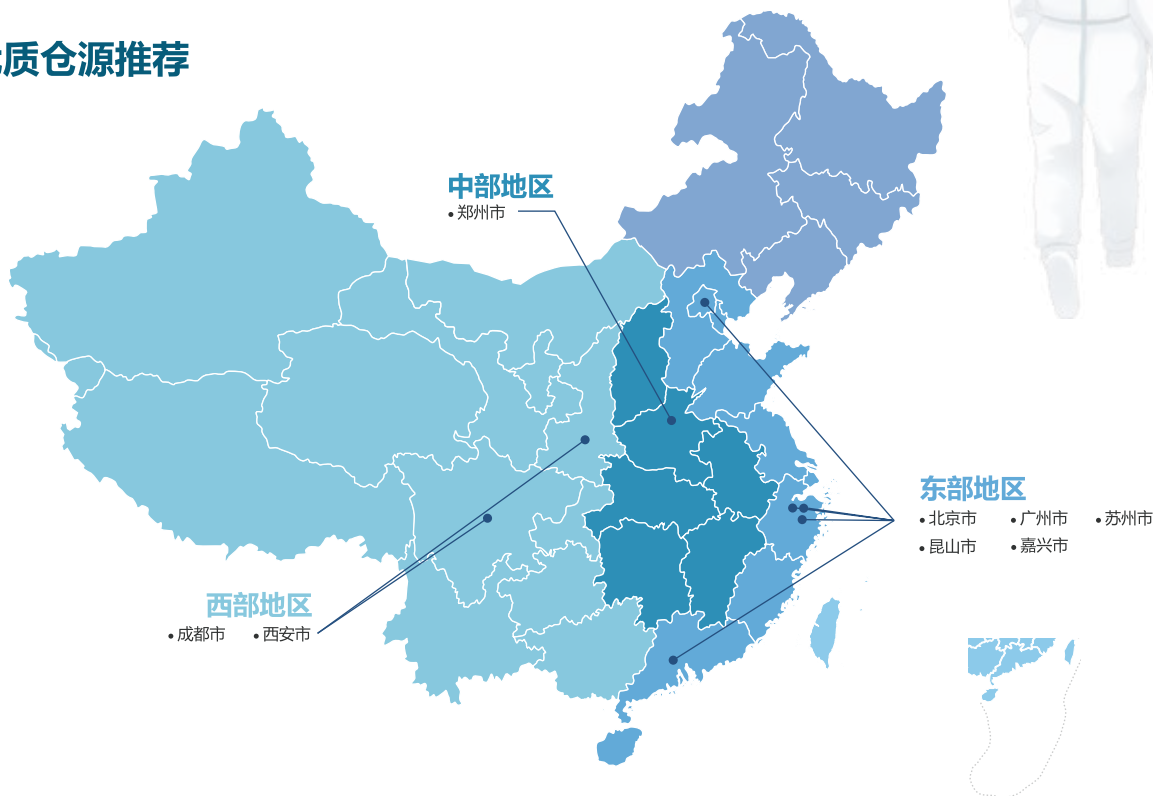 质仓源推荐
中部地区
• 郑州市
东部地区
• 北京市 • 广州市 • 苏州市
• 昆山市 • 嘉兴市
西部地区
• 成都市 • 西安市